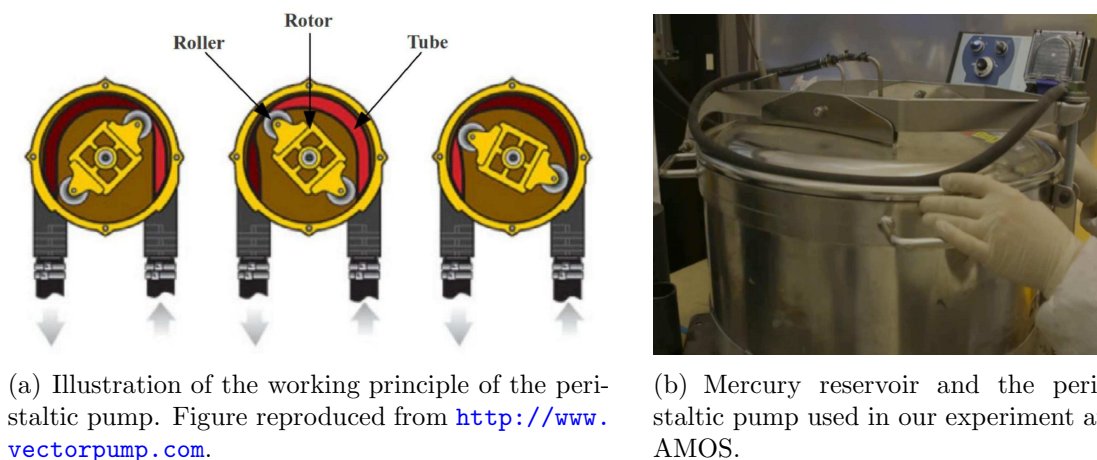 Rotor
Roller
Tube
(a) Illustration of the working principle of the peri-
staltic pump. Figure reproduced from http://www.
vectorpump.com.
(b) Mercury reservoir and the peri
staltic pump used in our experiment a
AMOS.